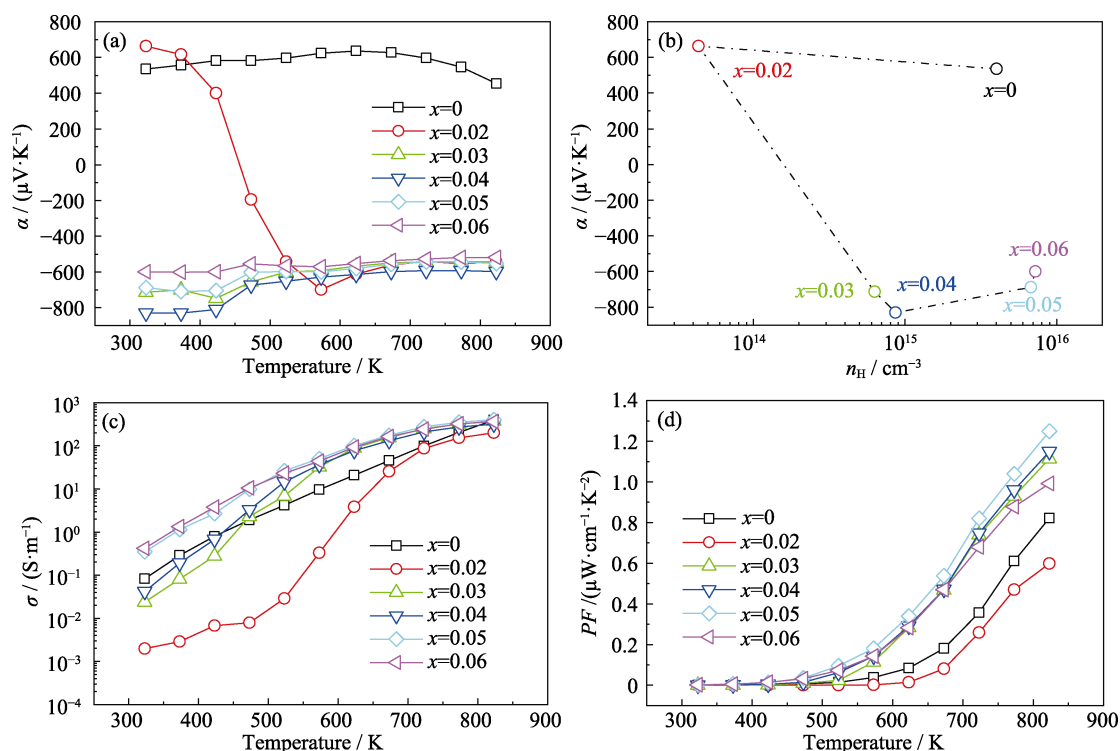 (a)
800
600
400
200
0
−200
−400
−600
−800
α / (μV·K⁻¹)
x=0
x=0.02
x=0.03
x=0.04
x=0.05
x=0.06
300 400 500 600 700 800 900
Temperature / K
(b)
800
600
400
200
0
−200
−400
−600
−800
α / (μV·K⁻¹)
x=0.02
x=0
x=0.06
x=0.03
x=0.04
x=0.05
10¹⁴ 10¹⁵ 10¹⁶
n_H / cm⁻³
(c)
10³
10²
10¹
10⁰
10⁻¹
10⁻²
10⁻³
10⁻⁴
σ / (S·m⁻¹)
x=0
x=0.02
x=0.03
x=0.04
x=0.05
x=0.06
300 400 500 600 700 800 900
Temperature / K
(d)
1.4
1.2
1.0
0.8
0.6
0.4
0.2
0
PF /(μW·cm⁻¹·K⁻²)
x=0
x=0.02
x=0.03
x=0.04
x=0.05
x=0.06
300 400 500 600 700 800 900
Temperature / K